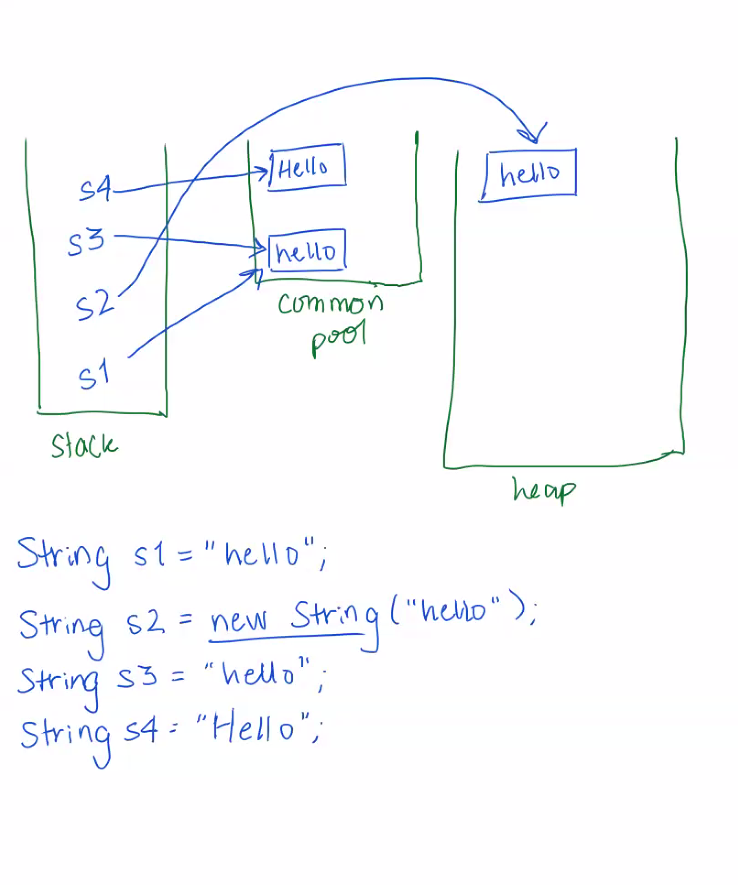 s4
s3
s2
s1
stack
Hello
hello
common
pool
hello
heap
String s1 = "hello";
String s2 = new String("hello");
String s3 = "hello";
String s4 = "Hello";